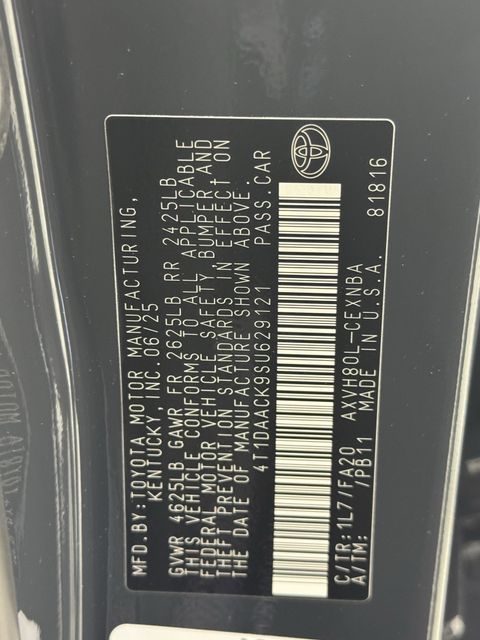 MFD.BY:TOYOTA MOTOR MANUFACTURING,
KENTUCKY, INC. 06/25
GVWR 4625LB GAWR FR 2625LB RR 2425LB
THIS VEHICLE CONFORMS TO ALL APPLICABLE
FEDERAL MOTOR VEHICLE SAFETY, BUMPER AND
THEFT PREVENTION STANDARDS IN EFFECT ON
THE DATE OF MANUFACTURE SHOWN ABOVE.
4T1DAACK9SU629121 PASS.CAR
C/TR:1L7/FA20 AXVH80L-CEXNBA
A/TM: /PB11 MADE IN U.S.A. 81816